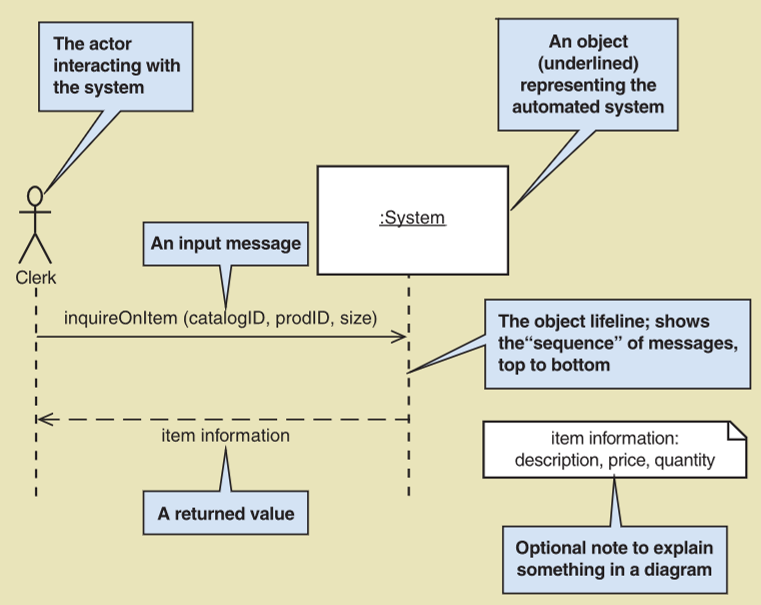 The actor
interacting with
the system
An object
(underlined)
representing the
automated system
:System
An input message
Clerk
inquireOnItem (catalogID, prodID, size)
The object lifeline; shows
the“sequence” of messages,
top to bottom
item information
item information:
description, price, quantity
A returned value
Optional note to explain
something in a diagram